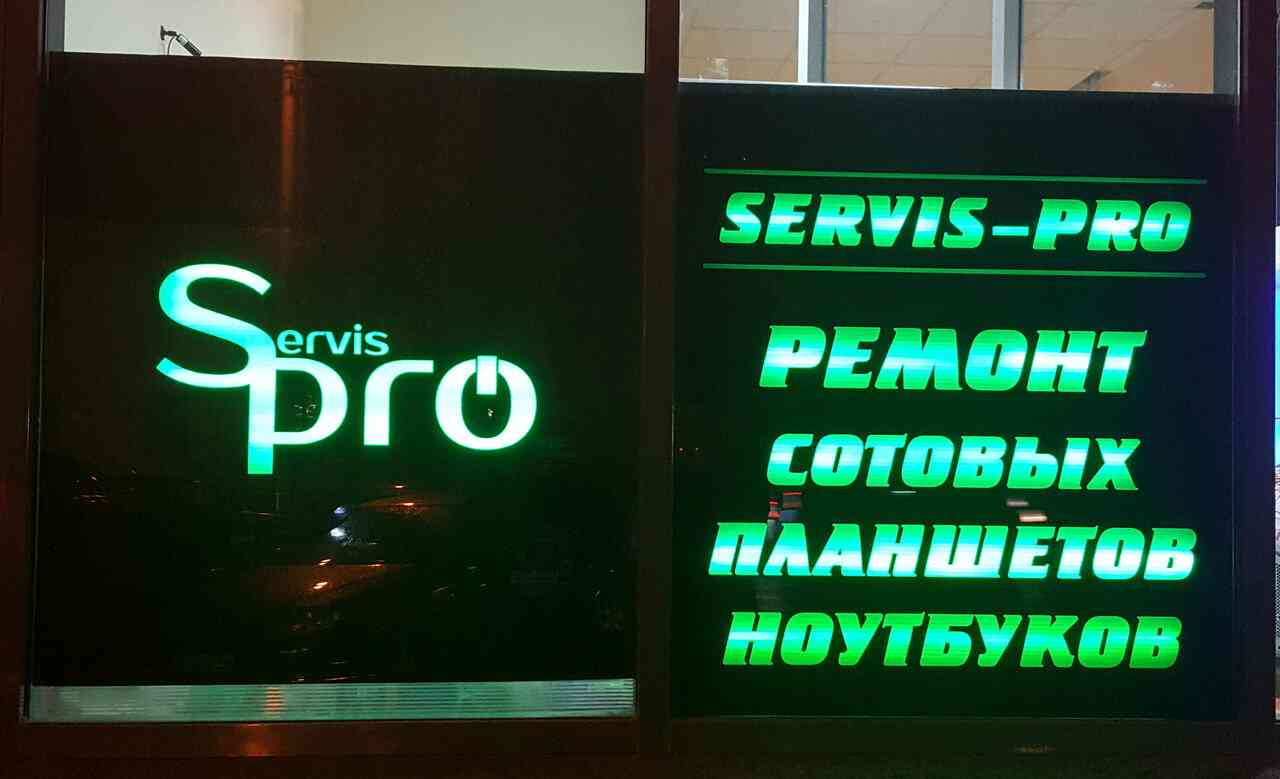 Servis
pro
SERVIS-PRO
РЕМОНТ
СОТОВЫХ
ПЛАНШЕТОВ
НОУТБУКОВ